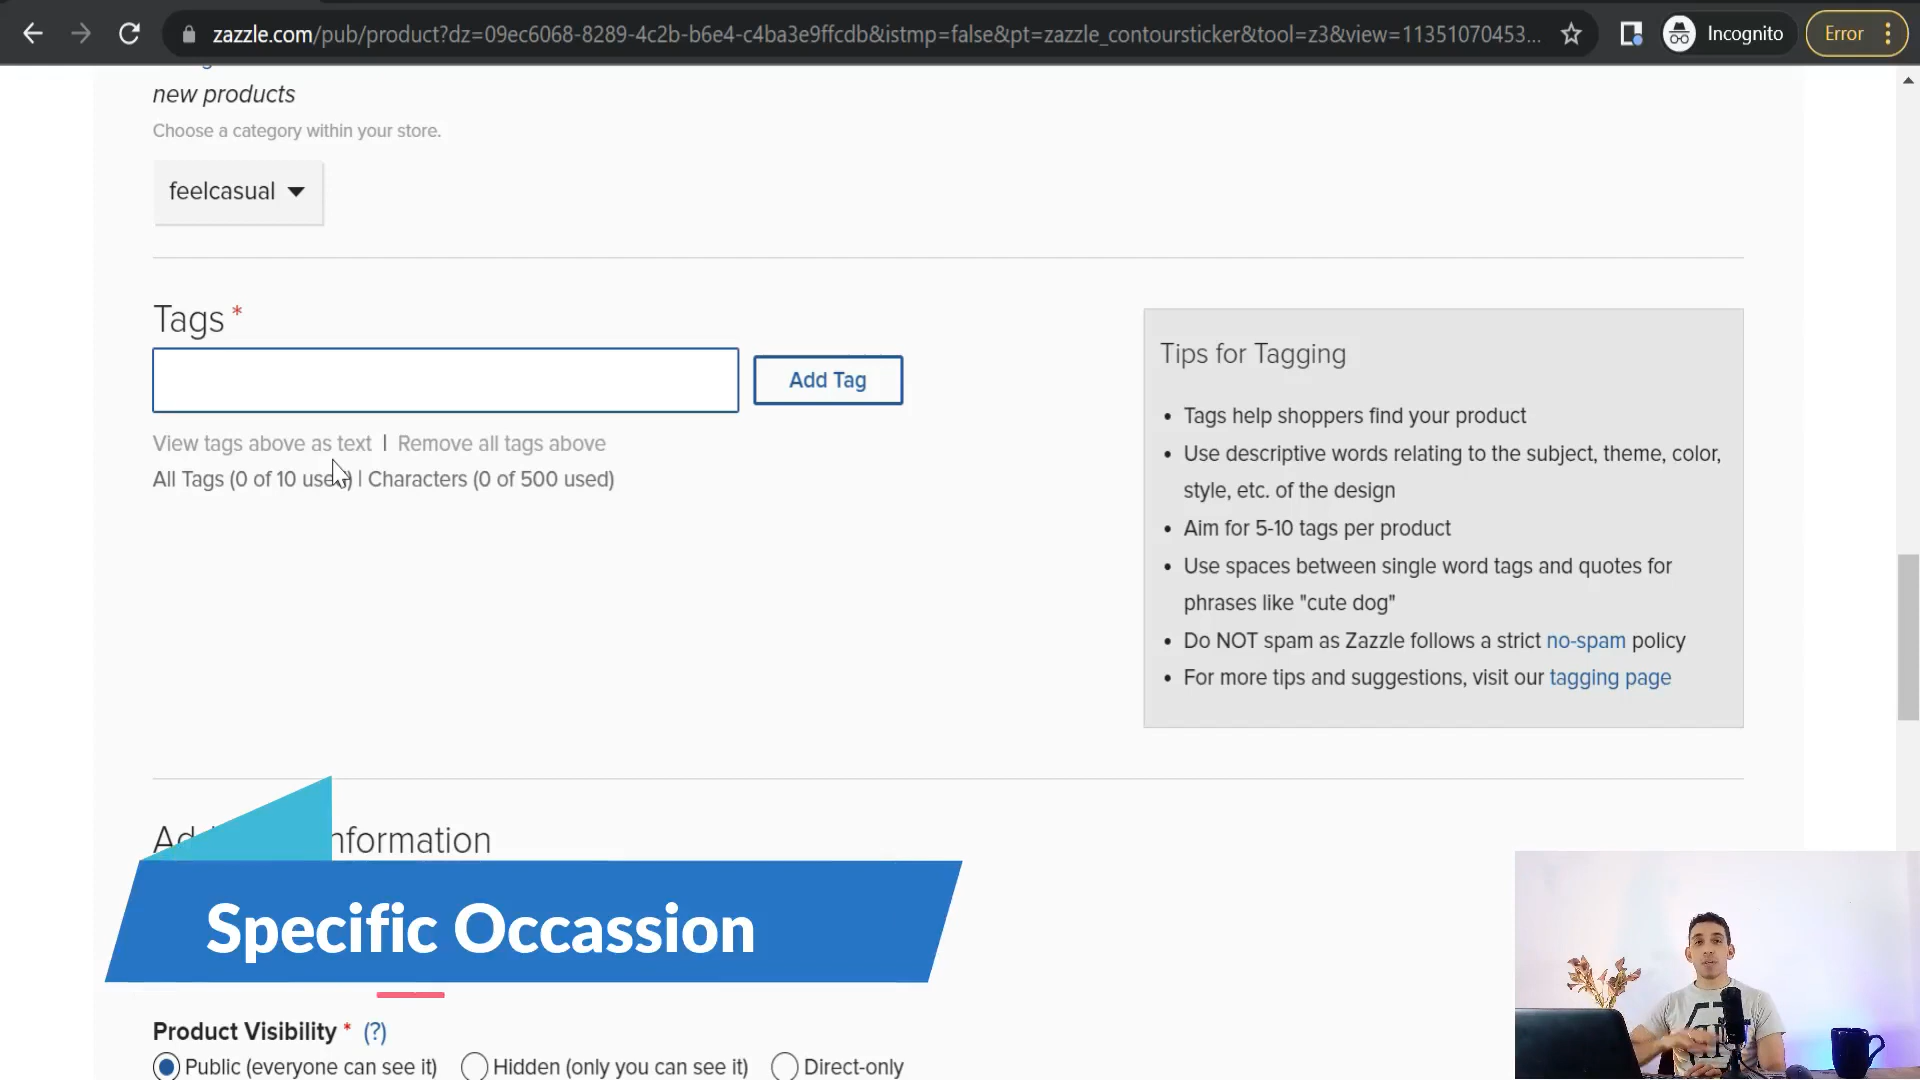 zazzle.com/pub/product?dz=09ec6068-8289-4c2b-b6e4-c4ba3e9ffcdb&istmp=false&pt=zazzle_contoursticker&tool=z3&view=11351070453...
Incognito
Error
new products
Choose a category within your store.
feelcasual
Tags *
Add Tag
View tags above as text | Remove all tags above
All Tags (0 of 10 used) | Characters (0 of 500 used)
Tips for Tagging
• Tags help shoppers find your product
• Use descriptive words relating to the subject, theme, color,
style, etc. of the design
• Aim for 5-10 tags per product
• Use spaces between single word tags and quotes for
phrases like "cute dog"
• Do NOT spam as Zazzle follows a strict no-spam policy
• For more tips and suggestions, visit our tagging page
Specific Occassion
Product Visibility * (?)
Public (everyone can see it) Hidden (only you can see it) Direct-only